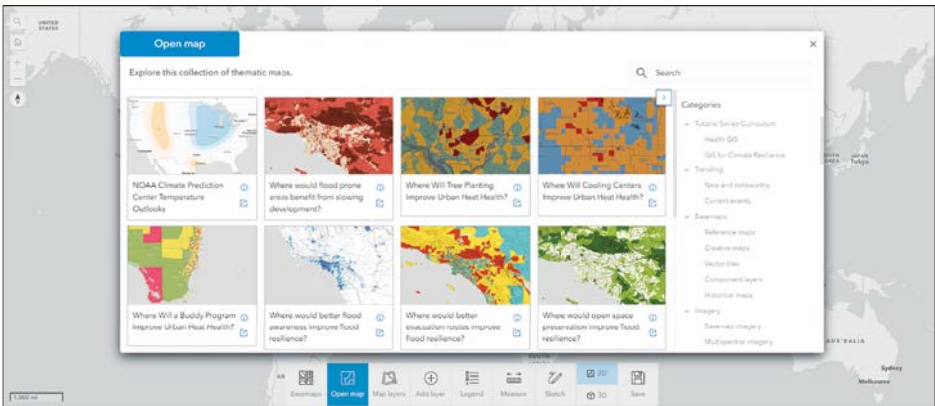 UNITED
STATES
Open map
Explore this collection of thematic maps.
Search
NOAA Climate Prediction
Center Temperature
Outlooks
Where would flood prone
areas benefit from slowing
development?
Where Will Tree Planting
Improve Urban Heat Health?
Where Will Cooling Centers
Improve Urban Heat Health?
Where Will a Buddy Program
Improve Urban Heat Health?
Where would better flood
awareness improve flood
resilience?
Where would better
evacuation routes improve
flood resilience?
Where would open space
preservation improve flood
resilience?
Categories
Tutorial Series Curriculum
Health GIS
GIS for Climate Resilience
Trending
New and noteworthy
Current events
Basemaps
Reference maps
Creative maps
Vector tiles
Component layers
Historical maps
Imagery
Basemap imagery
Multispectral imagery
JAPAN
Tokyo
AUSTRALIA
Sydney
Melbourne
SOUTH
Basemaps
Open map
Map layers
Add layer
Legend
Measure
Sketch
2D
3D
Save